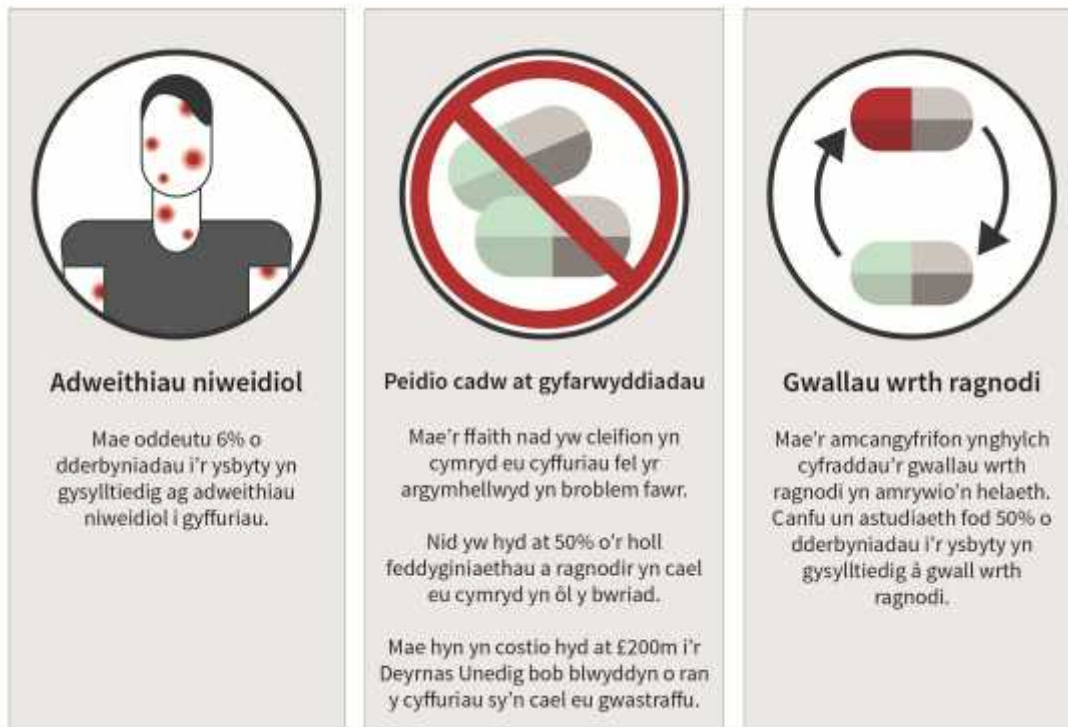 Adweithiau niweidiol
Mae oddeutu 6% o
dderbyniadau i'r ysbyty yn
gysylltiedig ag adweithiau
niweidiol i gyffuriau.
Peidio cadw at gyfarwyddiadau
Mae'r ffaith nad yw cleifion yn
cymryd eu cyffuriau fel yr
argymhellwyd yn broblem fawr.
Nid yw hyd at 50% o'r holl
feddyginiaethau a ragnodir yn cael
eu cymryd yn ôl y bwriad.
Mae hyn yn costio hyd at £200m i'r
Deyrnas Unedig bob blwyddyn o ran
y cyffuriau sy'n cael eu gwastraffu.
Gwallau wrth ragnodi
Mae'r amcangyfrifon ynghylch
cyfraddau'r gwallau wrth
ragnodi yn amrywio'n helaeth.
Canfu un astudiaeth fod 50% o
dderbyniadau i'r ysbyty yn
gysylltiedig â gwall wrth
ragnodi.